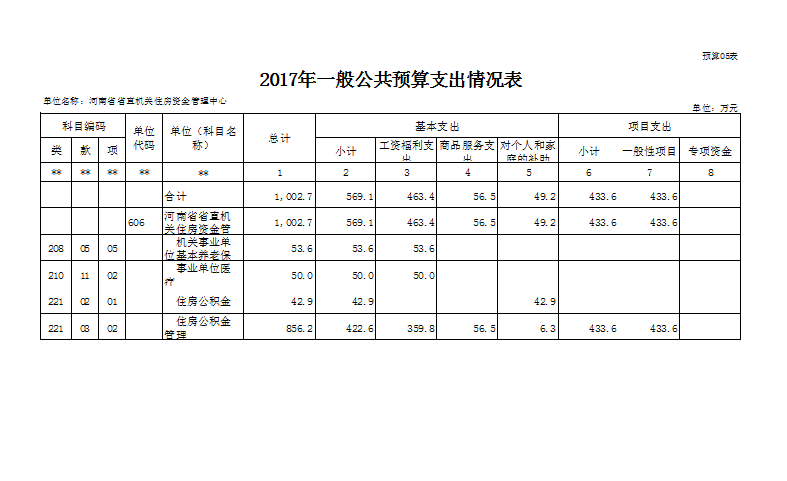 预算05表
2017年一般公共预算支出情况表
单位名称：河南省省直机关住房资金管理中心
单位：万元
科目编码 单位代码 单位（科目名称） 总计 基本支出 项目支出
类 款 项 小计 工资福利支出 商品服务支出 对个人和家庭的补助 小计 一般性项目 专项资金
** ** ** ** ** 1 2 3 4 5 6 7 8
合计 1,002.7 569.1 463.4 56.5 49.2 433.6 433.6
606 河南省省直机关住房资金管 1,002.7 569.1 463.4 56.5 49.2 433.6 433.6
208 05 05 机关事业单位基本养老保 53.6 53.6 53.6
210 11 02 事业单位医疗 50.0 50.0 50.0
221 02 01 住房公积金 42.9 42.9 42.9
221 03 02 住房公积金管理 856.2 422.6 359.8 56.5 6.3 433.6 433.6